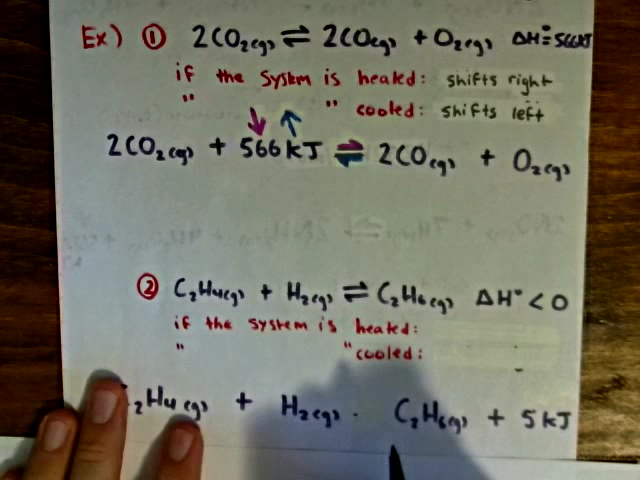 Ex) ① 2CO₂(g) ⇌ 2CO(g) + O₂(g) ΔH°= 566kJ
if the system is heated: shifts right
" " cooled: shifts left
2CO₂(g) + 566kJ ⇌ 2CO(g) + O₂(g)
② C₂H₄(g) + H₂(g) ⇌ C₂H₆(g) ΔH° < 0
if the system is heated:
" " cooled:
C₂H₄(g) + H₂(g) C₂H₆(g) + 5kJ